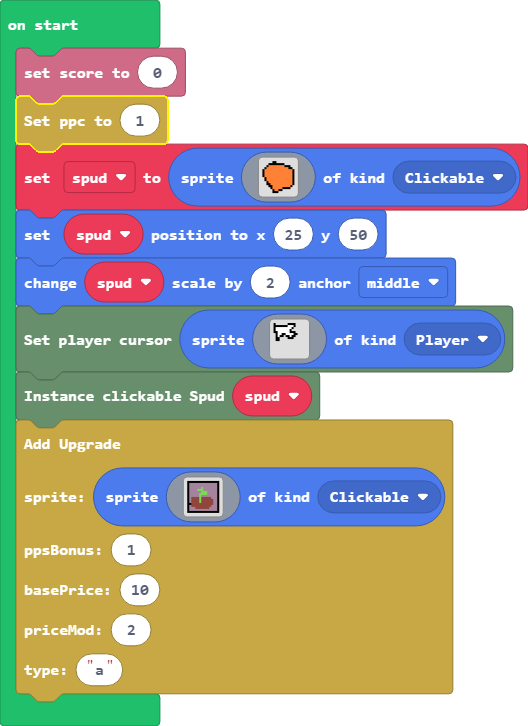 on start
set score to 0
Set ppc to 1
set spud to sprite of kind Clickable
set spud position to x 25 y 50
change spud scale by 2 anchor middle
Set player cursor sprite of kind Player
Instance clickable Spud spud
Add Upgrade
sprite: sprite of kind Clickable
ppsBonus: 1
basePrice: 10
priceMod: 2
type: "a"